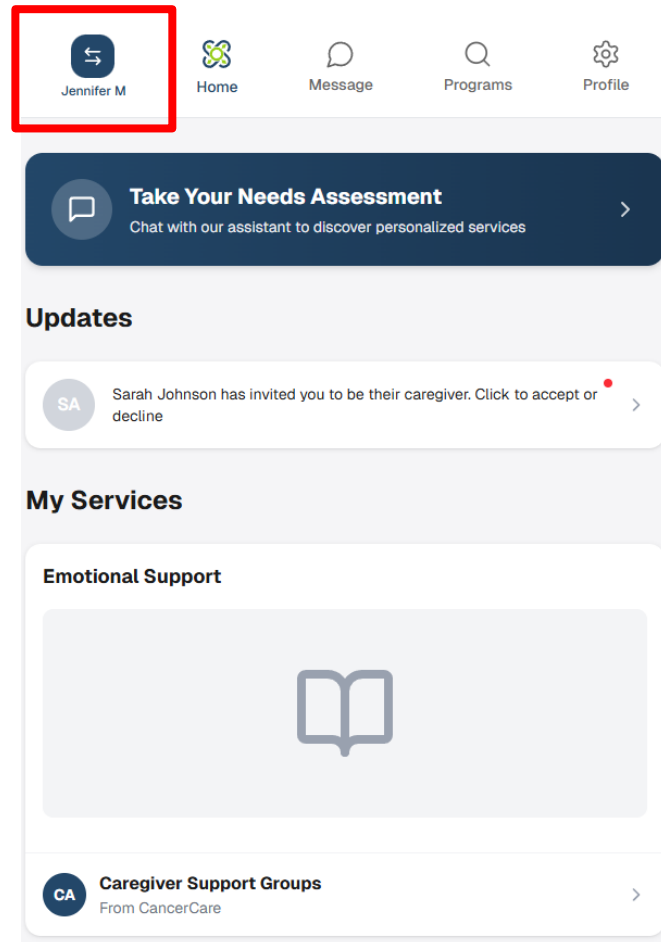 Jennifer M
Home
Message
Programs
Profile
Take Your Needs Assessment
Chat with our assistant to discover personalized services
Updates
SA
Sarah Johnson has invited you to be their caregiver. Click to accept or
decline
My Services
Emotional Support
CA
Caregiver Support Groups
From CancerCare